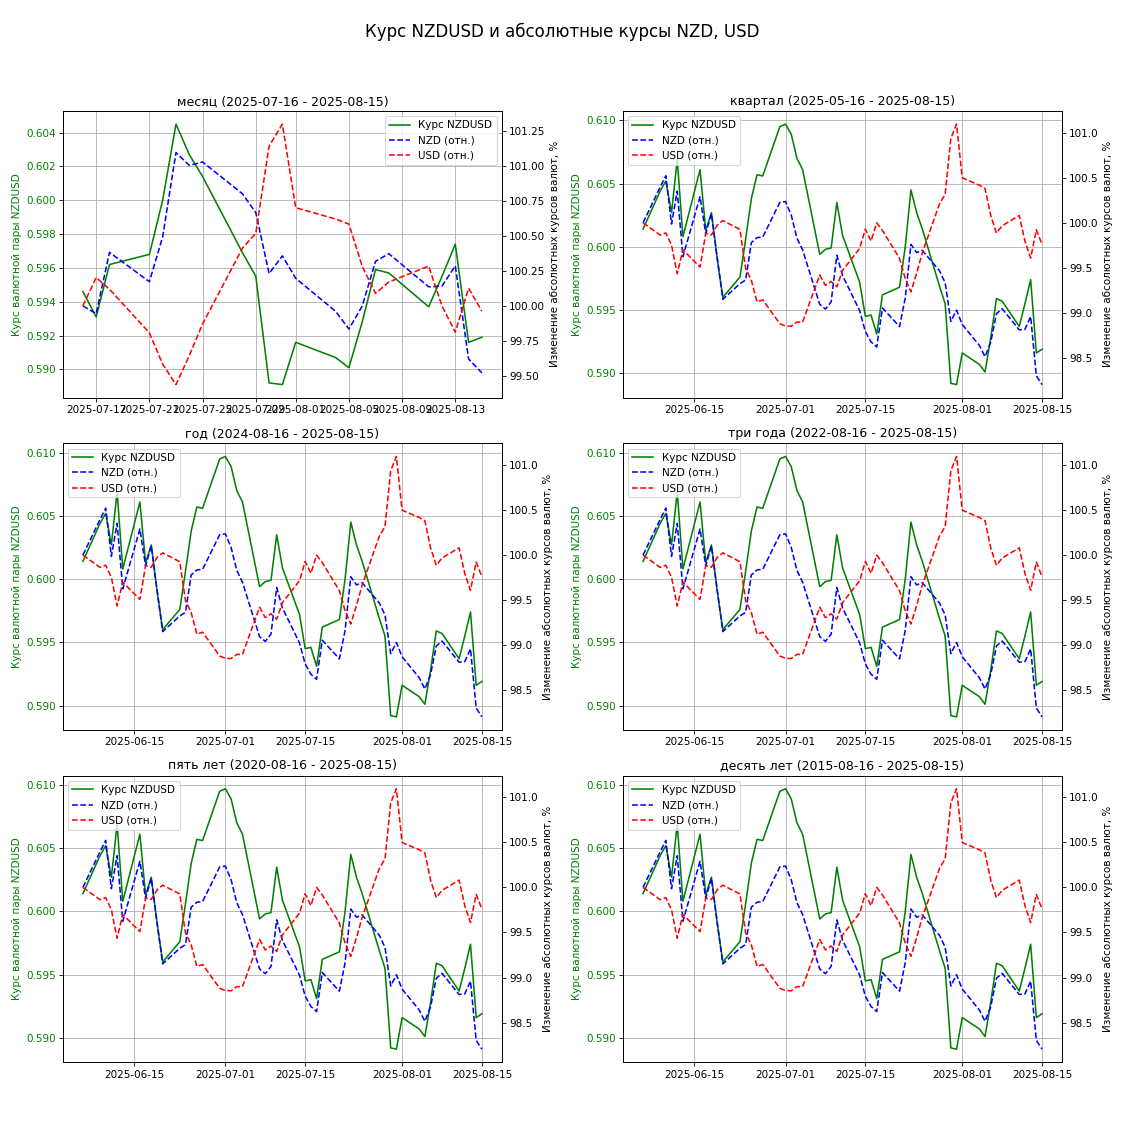 Курс NZDUSD и абсолютные курсы NZD, USD
месяц (2025-07-16 - 2025-08-15)
Курс валютной пары NZDUSD
0.604
0.602
0.600
0.598
0.596
0.594
0.592
0.590
Курс NZDUSD
NZD (отн.)
USD (отн.)
101.25
101.00
100.75
100.50
100.25
100.00
99.75
99.50
Изменение абсолютных курсов валют, %
2025-07-17
2025-07-21
2025-07-25
2025-07-29
2025-08-01
2025-08-05
2025-08-09
2025-08-13
квартал (2025-05-16 - 2025-08-15)
Курс валютной пары NZDUSD
0.610
0.605
0.600
0.595
0.590
Курс NZDUSD
NZD (отн.)
USD (отн.)
101.0
100.5
100.0
99.5
99.0
98.5
Изменение абсолютных курсов валют, %
2025-06-15
2025-07-01
2025-07-15
2025-08-01
2025-08-15
год (2024-08-16 - 2025-08-15)
Курс валютной пары NZDUSD
0.610
0.605
0.600
0.595
0.590
Курс NZDUSD
NZD (отн.)
USD (отн.)
101.0
100.5
100.0
99.5
99.0
98.5
Изменение абсолютных курсов валют, %
2025-06-15
2025-07-01
2025-07-15
2025-08-01
2025-08-15
три года (2022-08-16 - 2025-08-15)
Курс валютной пары NZDUSD
0.610
0.605
0.600
0.595
0.590
Курс NZDUSD
NZD (отн.)
USD (отн.)
101.0
100.5
100.0
99.5
99.0
98.5
Изменение абсолютных курсов валют, %
2025-06-15
2025-07-01
2025-07-15
2025-08-01
2025-08-15
пять лет (2020-08-16 - 2025-08-15)
Курс валютной пары NZDUSD
0.610
0.605
0.600
0.595
0.590
Курс NZDUSD
NZD (отн.)
USD (отн.)
101.0
100.5
100.0
99.5
99.0
98.5
Изменение абсолютных курсов валют, %
2025-06-15
2025-07-01
2025-07-15
2025-08-01
2025-08-15
десять лет (2015-08-16 - 2025-08-15)
Курс валютной пары NZDUSD
0.610
0.605
0.600
0.595
0.590
Курс NZDUSD
NZD (отн.)
USD (отн.)
101.0
100.5
100.0
99.5
99.0
98.5
Изменение абсолютных курсов валют, %
2025-06-15
2025-07-01
2025-07-15
2025-08-01
2025-08-15